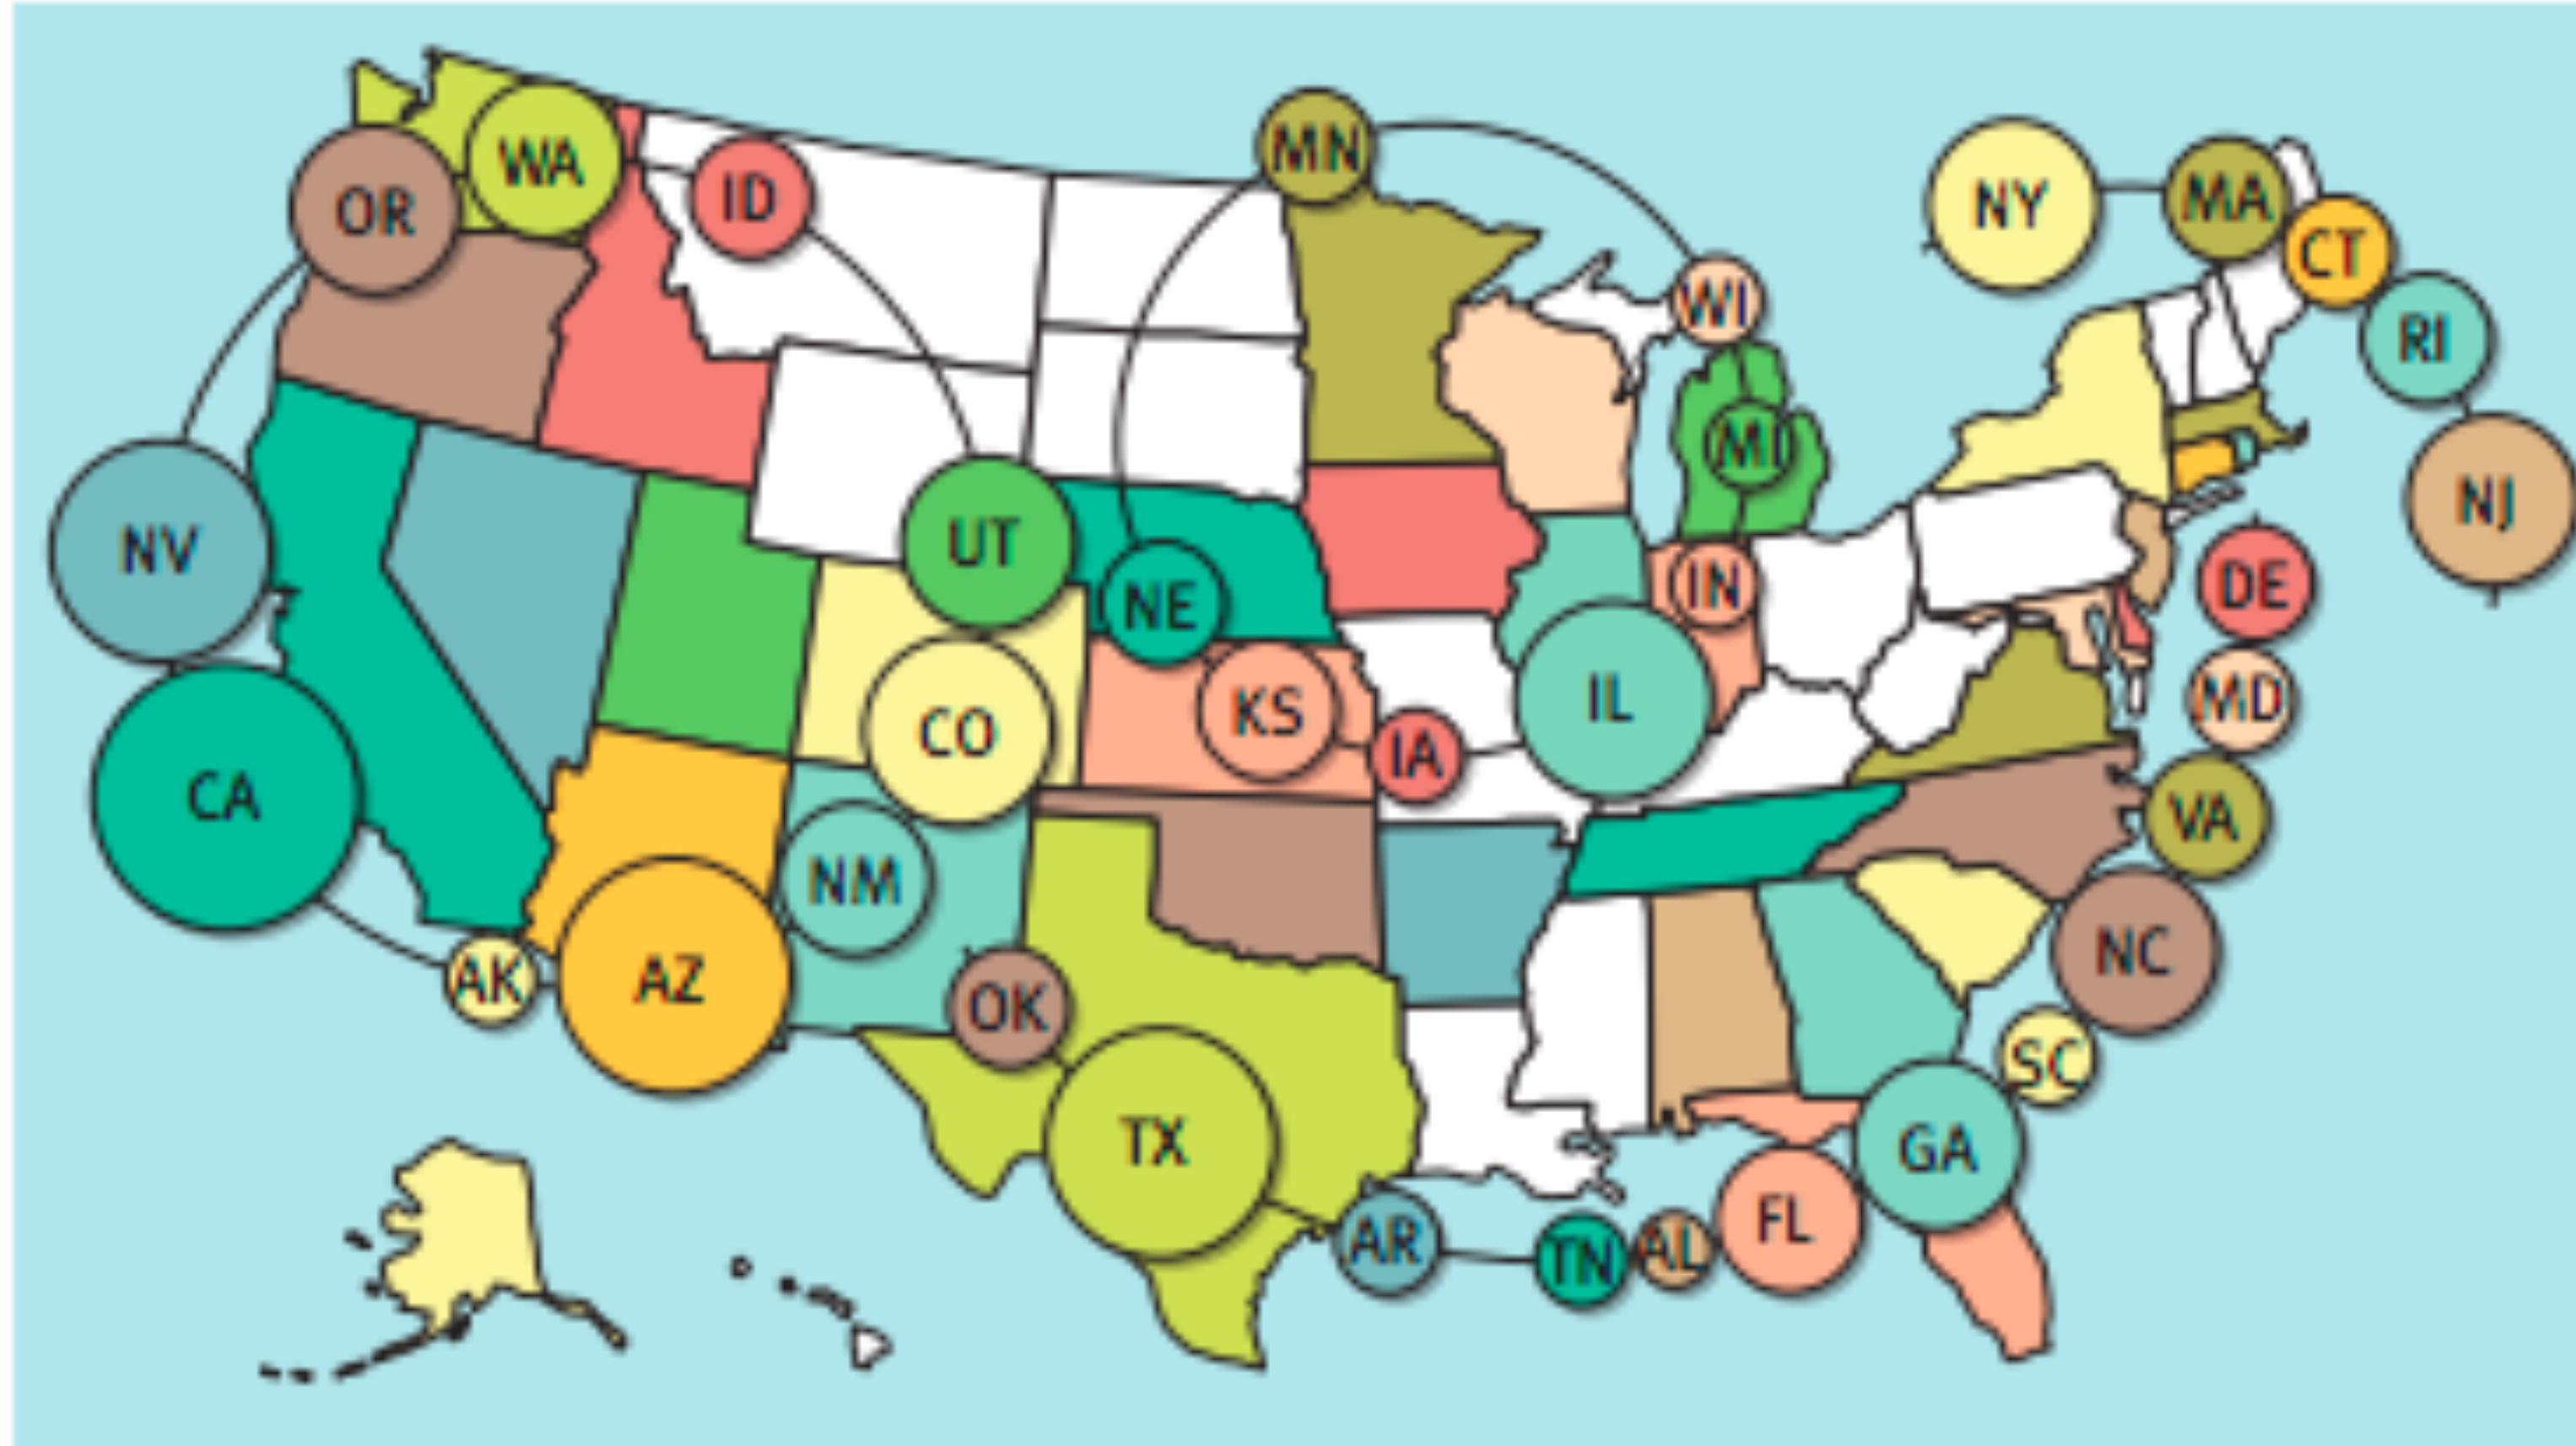 WA
MN
ID
OR
NY
MA
CT
WI
RI
MI
NJ
NV
UT
NE
IN
DE
IL
KS
MD
CO
IA
CA
VA
NM
NC
AK
AZ
OK
SC
TX
GA
FL
AR
TN
AL